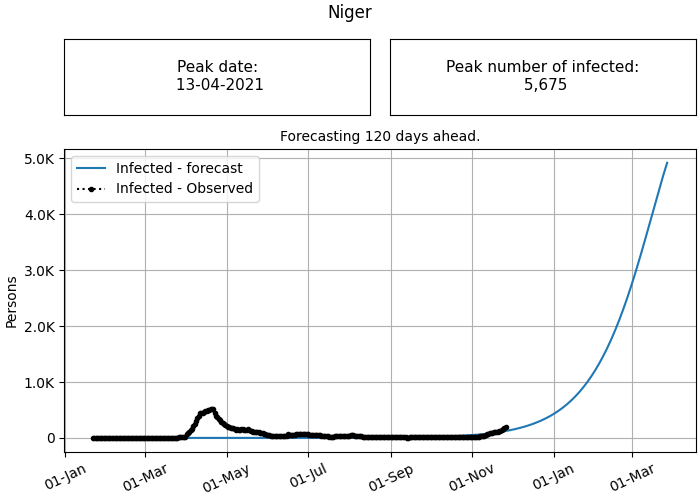 Niger
Peak date:
13-04-2021
Peak number of infected:
5,675
Forecasting 120 days ahead.
Infected - forecast
Infected - Observed
Persons
5.0K
4.0K
3.0K
2.0K
1.0K
0
01-Jan
01-Mar
01-May
01-Jul
01-Sep
01-Nov
01-Jan
01-Mar